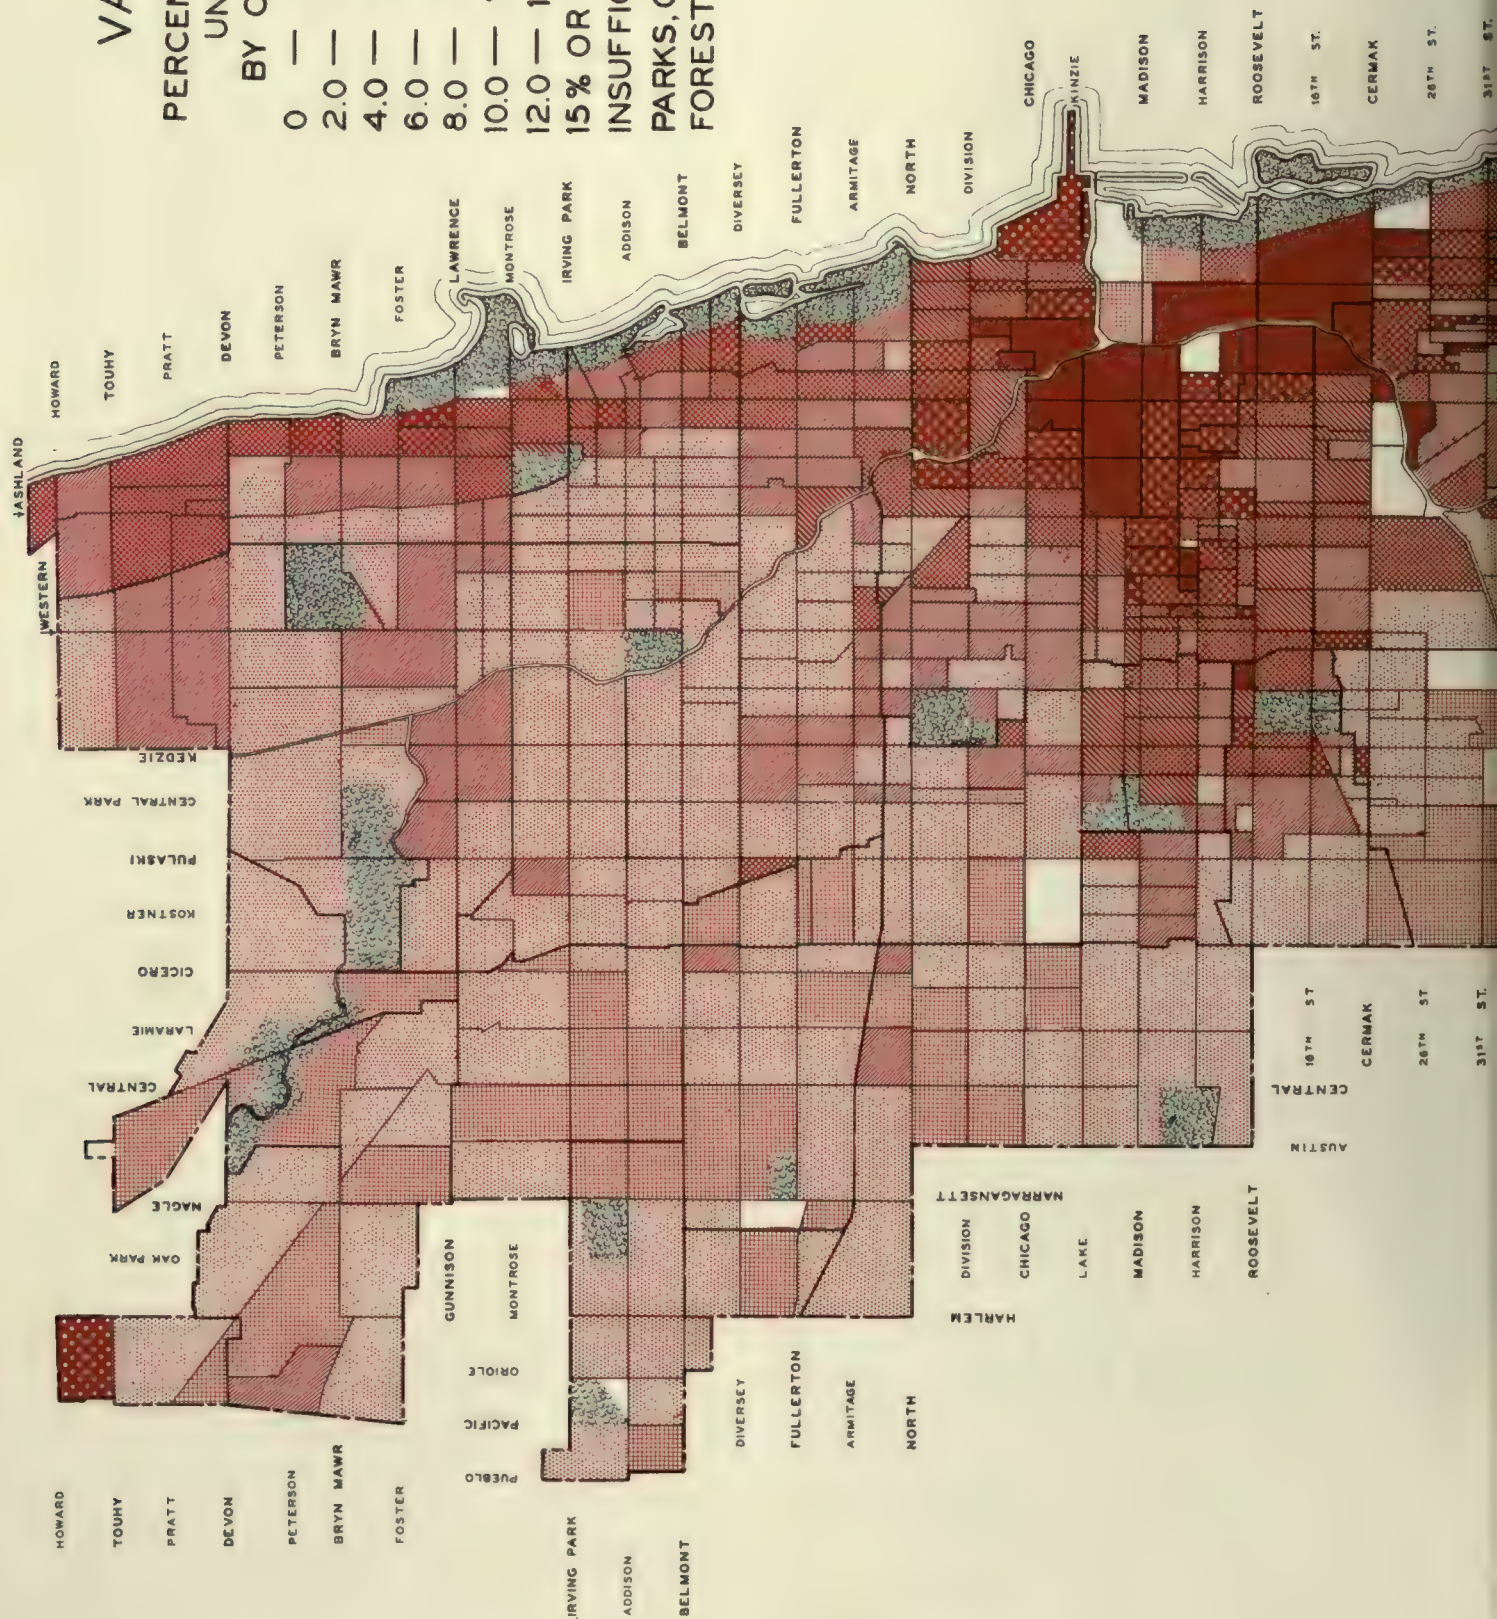 VA
PERCEN
UN
BY O
0 —
2.0 —
4.0 —
6.0 —
8.0 —
10.0 —
12.0 — 1
15% OR
INSUFFIC
PARKS, C
FOREST
CHICAGO
KINZIE
MADISON
HARRISON
ROOSEVELT
16TH ST.
CERMAK
26TH ST.
31ST ST.
HOWARD
TOUHY
PRATT
DEVON
PETERSON
BRYN MAWR
FOSTER
LAWRENCE
MONTROSE
IRVING PARK
ADDISON
BELMONT
DIVERSEY
FULLERTON
ARMITAGE
NORTH
DIVISION
ASHLAND
WESTERN
KEDZIE
CENTRAL PARK
PULASKI
KOSTNER
CICERO
LARAMIE
CENTRAL
NAGLE
OAK PARK
GUNNISON
MONTROSE
ORIOLE
PACIFIC
PUEBLO
HARLEM
NARRAGANSETT
AUSTIN
CENTRAL
DIVISION
CHICAGO
LAKE
MADISON
HARRISON
ROOSEVELT
16TH ST
CERMAK
26TH ST
31ST ST.
HOWARD
TOUHY
PRATT
DEVON
PETERSON
BRYN MAWR
FOSTER
IRVING PARK
ADDISON
BELMONT
DIVERSEY
FULLERTON
ARMITAGE
NORTH